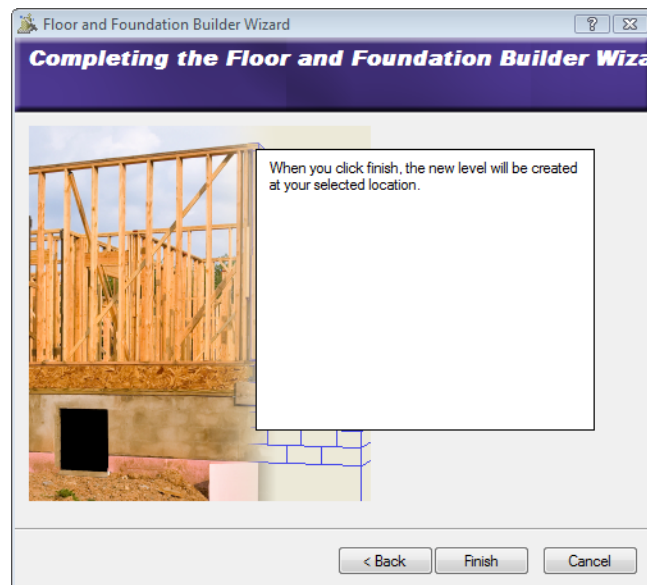 Floor and Foundation Builder Wizard
Completing the Floor and Foundation Builder Wiza
When you click finish, the new level will be created
at your selected location.
< Back
Finish
Cancel